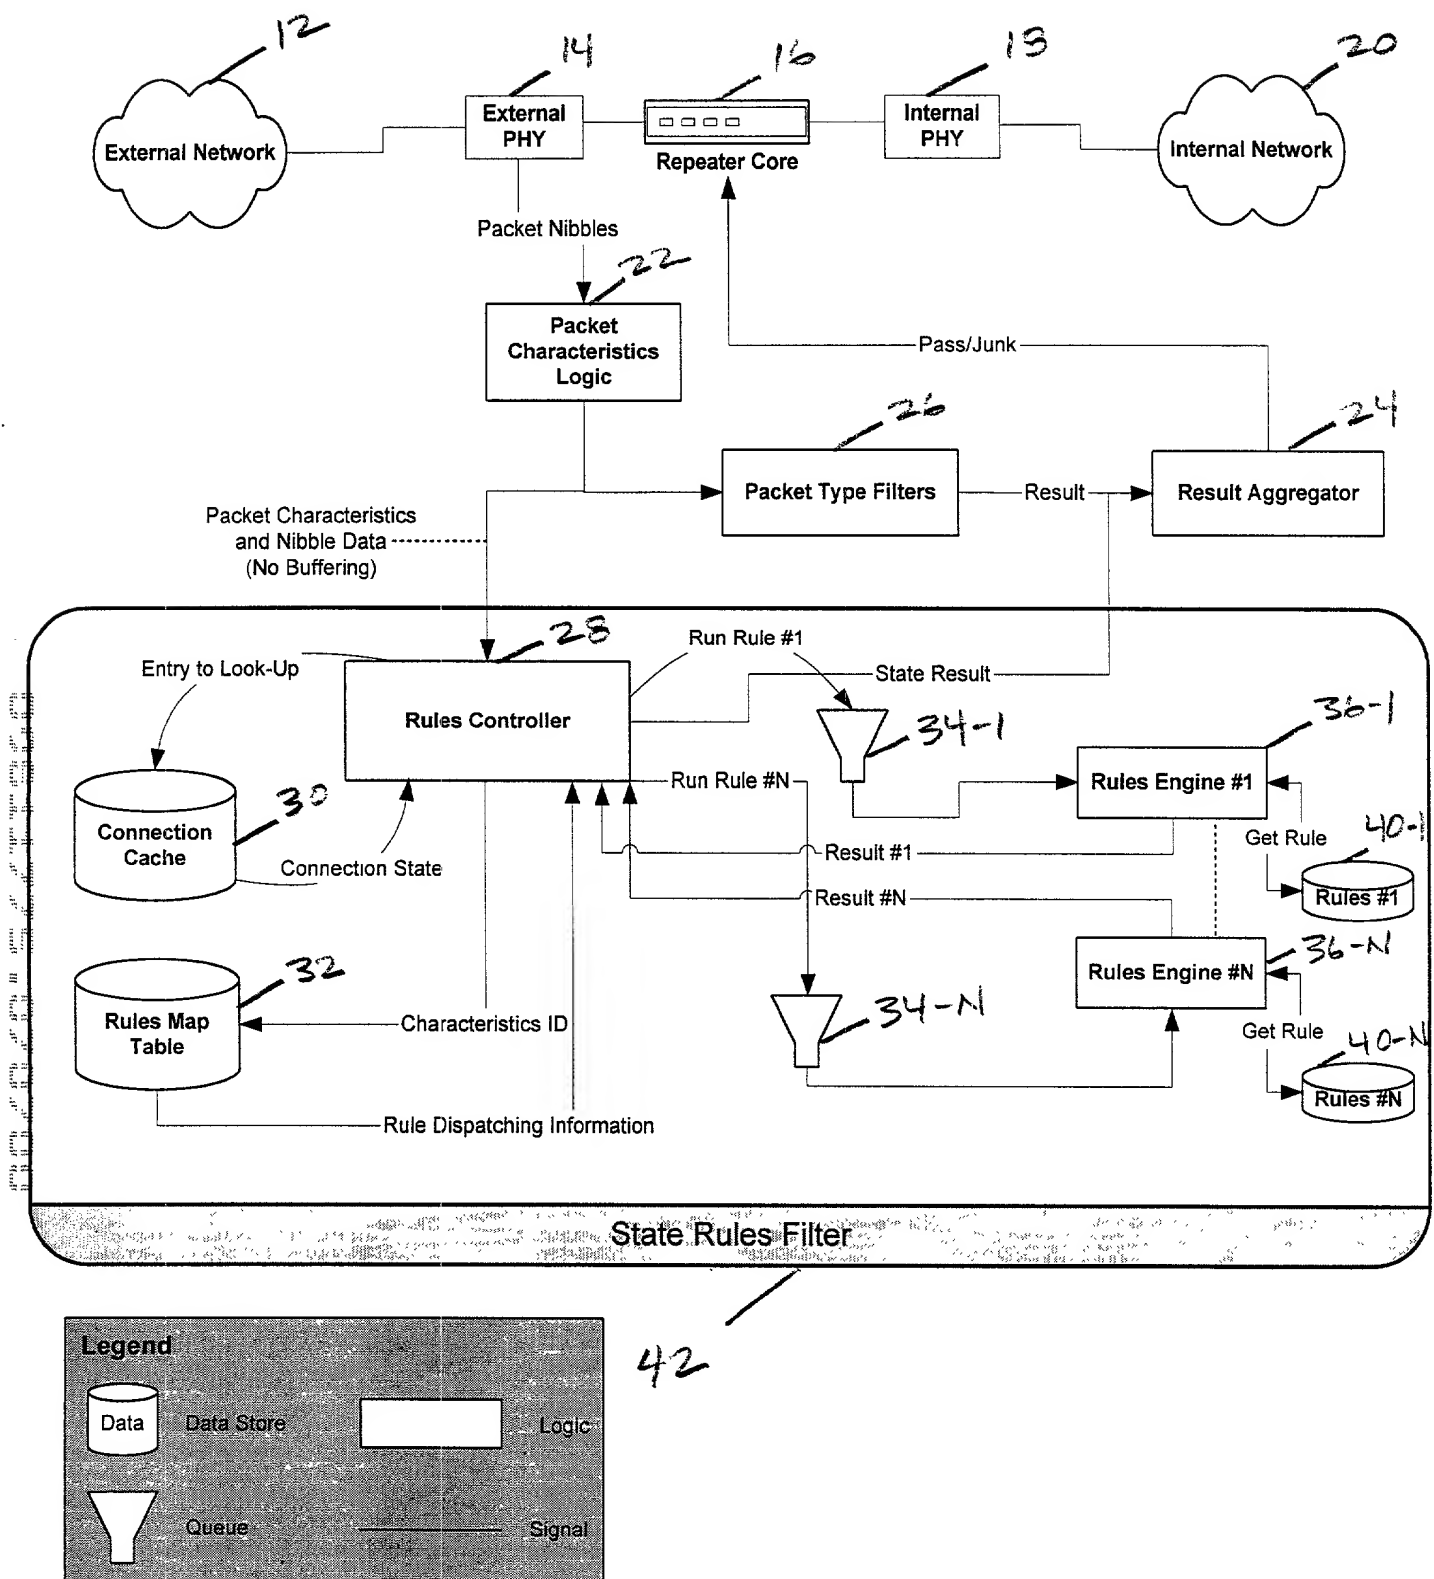 12
14
16
18
20
External Network
External
PHY
Repeater Core
Internal
PHY
Internal Network
Packet Nibbles
22
Packet
Characteristics
Logic
Pass/Junk
26
24
Packet Type Filters
Result
Result Aggregator
Packet Characteristics
and Nibble Data
(No Buffering)
28
Run Rule #1
Entry to Look-Up
State Result
Rules Controller
34-1
36-1
Run Rule #N
Rules Engine #1
30
Connection
Cache
Connection State
Result #1
Get Rule
40-1
Result #N
Rules #1
32
36-N
Rules Engine #N
Rules Map
Table
Characteristics ID
34-N
Get Rule
40-N
Rules #N
Rule Dispatching Information
State Rules Filter
42
Legend
Data
Data Store
Logic
Queue
Signal